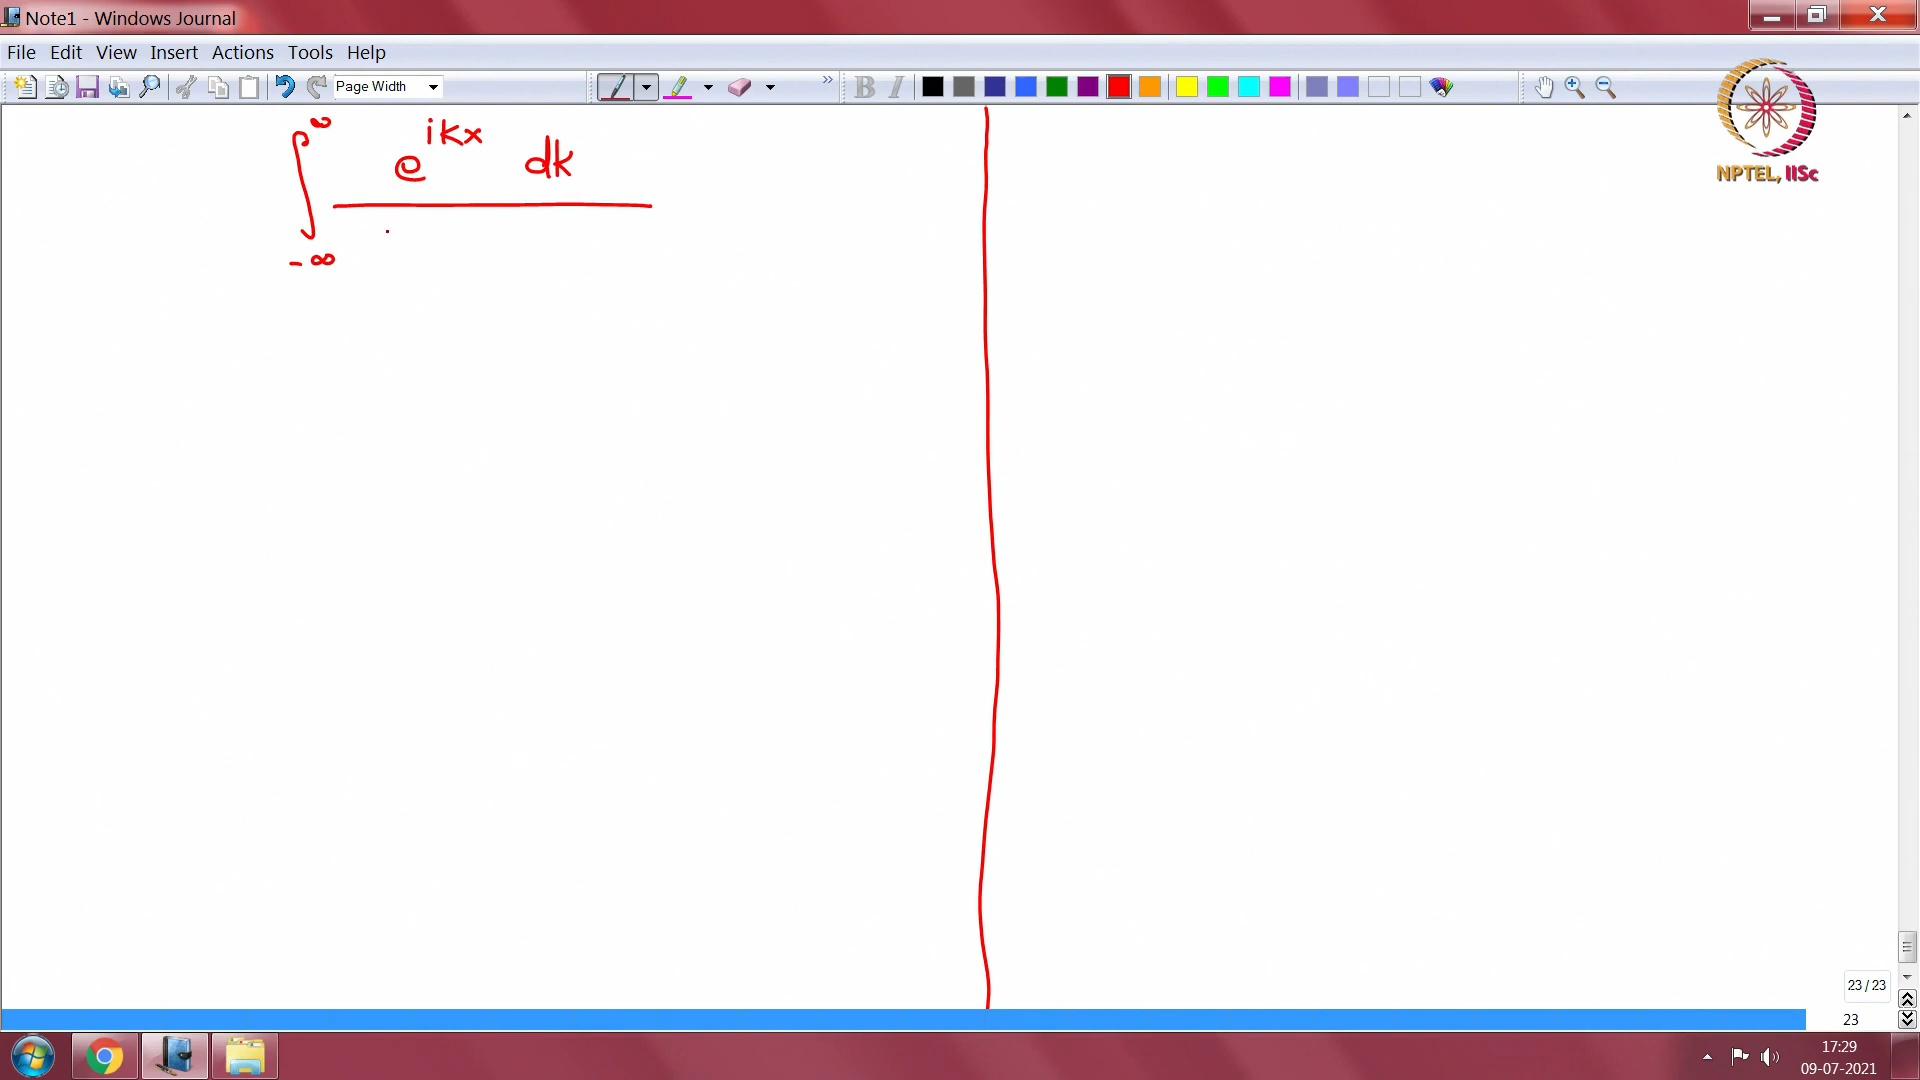 Note1 - Windows Journal
File Edit View Insert Actions Tools Help
Page Width
B I
∞
e^{ikx} dk
∫
-∞
NPTEL, IISc
23 / 23
23
17:29
09-07-2021